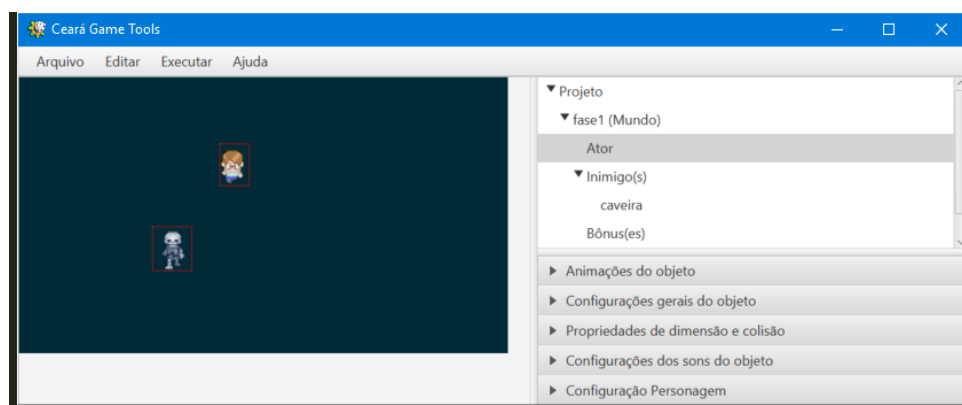 Ceará Game Tools
Arquivo Editar Executar Ajuda
Projeto
fase1 (Mundo)
Ator
Inimigo(s)
caveira
Bônus(es)
Animações do objeto
Configurações gerais do objeto
Propriedades de dimensão e colisão
Configurações dos sons do objeto
Configuração Personagem